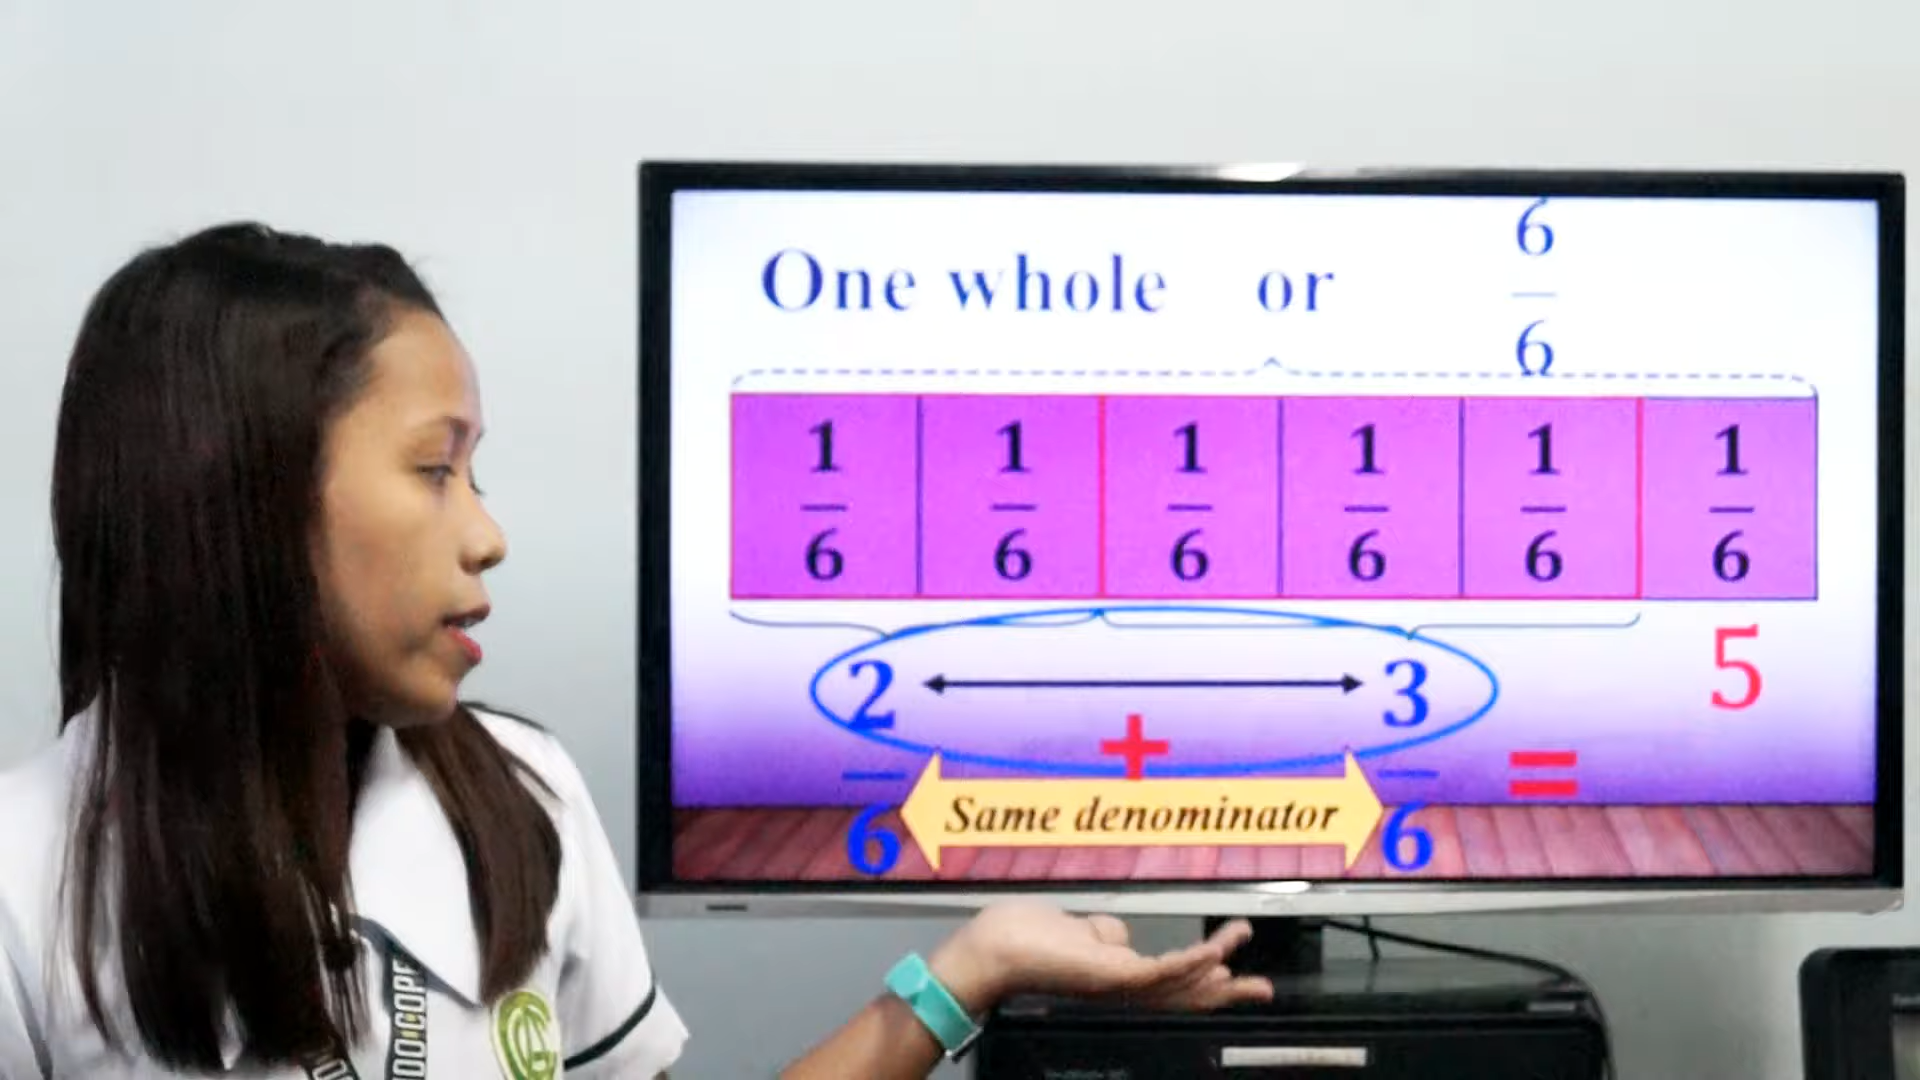 One whole or 6/6
1/6 1/6 1/6 1/6 1/6 1/6
2/6 + 3/6 = 5
Same denominator